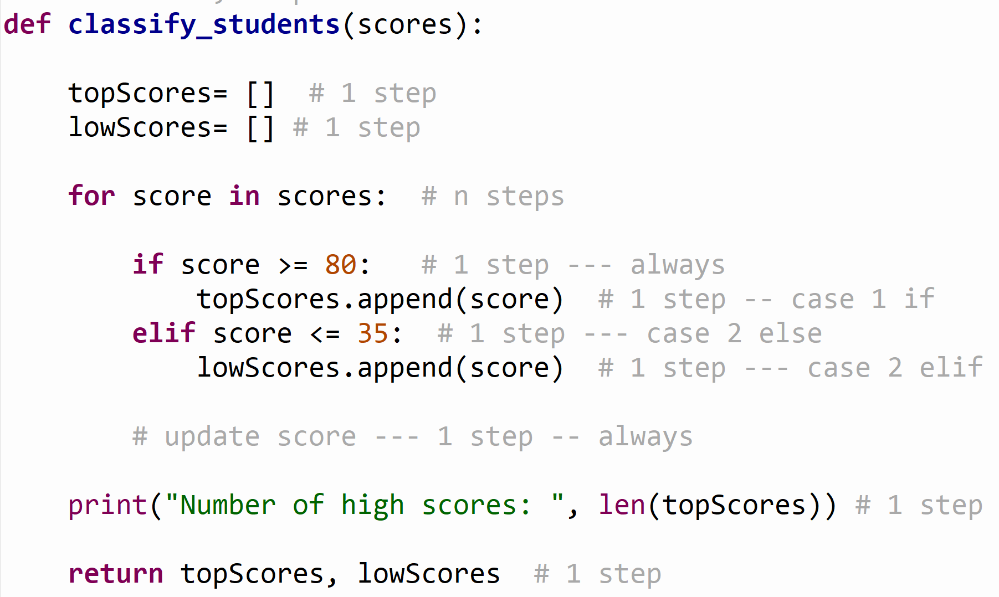 def classify_students(scores):
topScores= []  # 1 step
lowScores= [] # 1 step
for score in scores:  # n steps
if score >= 80:   # 1 step --- always
topScores.append(score)  # 1 step -- case 1 if
elif score <= 35:  # 1 step --- case 2 else
lowScores.append(score)  # 1 step --- case 2 elif
# update score --- 1 step -- always
print("Number of high scores: ", len(topScores)) # 1 step
return topScores, lowScores  # 1 step